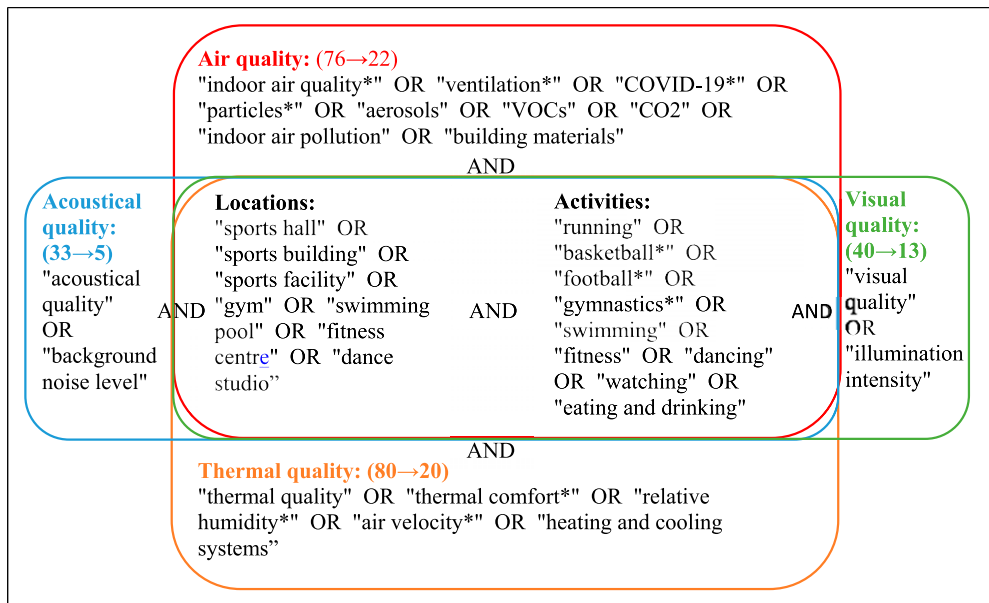 Air quality: (76→22)
"indoor air quality*" OR "ventilation*" OR "COVID-19*" OR
"particles*" OR "aerosols" OR "VOCs" OR "CO2" OR
"indoor air pollution" OR "building materials"
AND
Acoustical
quality:
(33→5)
"acoustical
quality"
OR
"background
noise level"
AND
Locations:
"sports hall" OR
"sports building" OR
"sports facility" OR
"gym" OR "swimming
pool" OR "fitness
centre" OR "dance
studio”
AND
Activities:
"running" OR
"basketball*" OR
"football*" OR
"gymnastics*" OR
"swimming" OR
"fitness" OR "dancing"
OR "watching" OR
"eating and drinking"
AND
Visual
quality:
(40→13)
"visual
quality"
OR
"illumination
intensity"
AND
Thermal quality: (80→20)
"thermal quality" OR "thermal comfort*" OR "relative
humidity*" OR "air velocity*" OR "heating and cooling
systems”